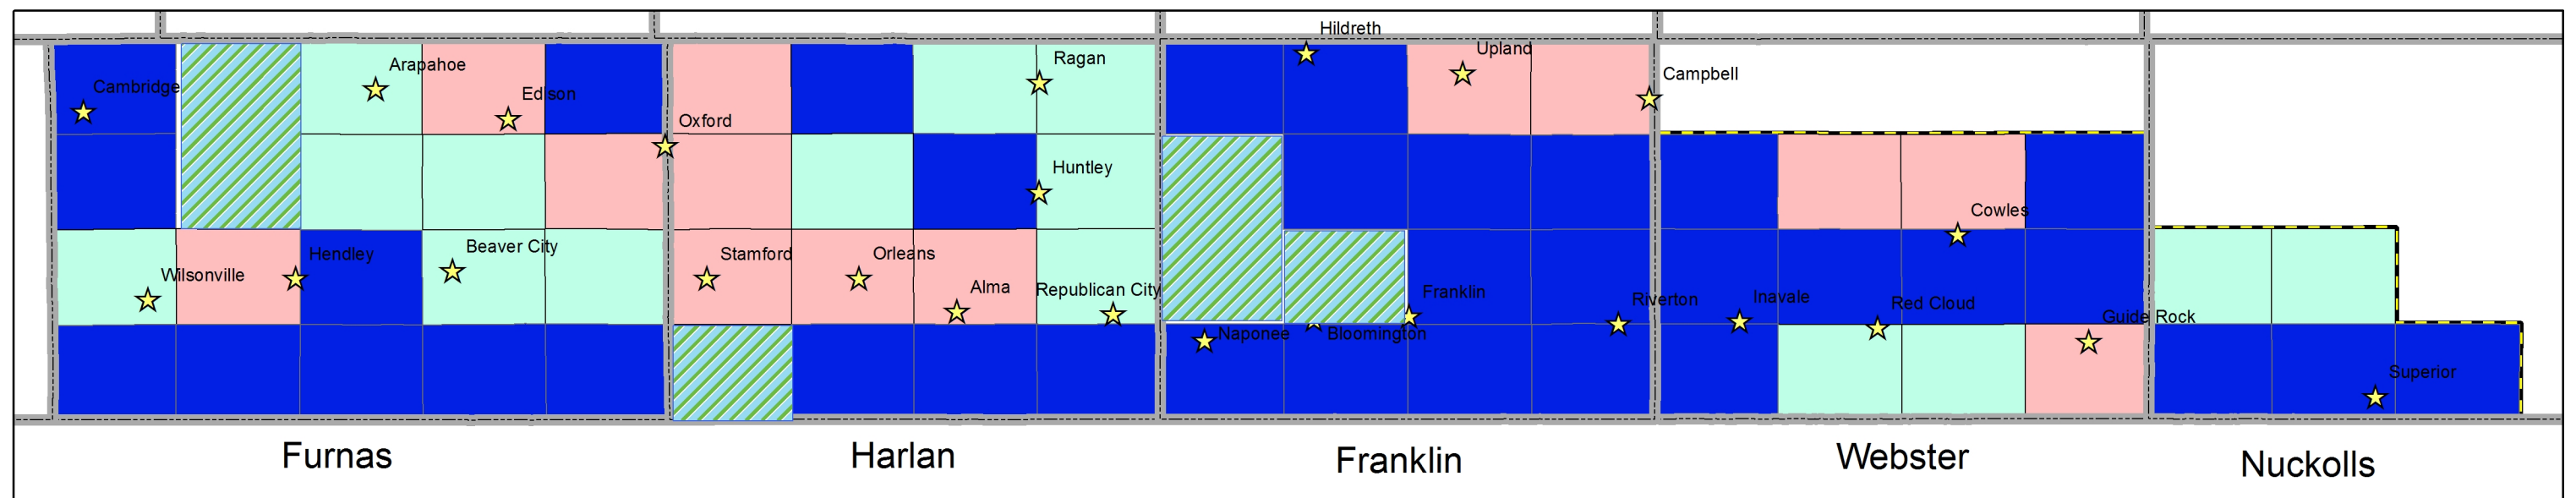 Hildreth
Upland
Ragan
Arapahoe
Campbell
Cambridge
Edison
Oxford
Huntley
Cowles
Beaver City
Hendley
Stamford
Orleans
Wilsonville
Alma
Republican City
Franklin
Riverton
Inavale
Red Cloud
Guide Rock
Naponee
Bloomington
Superior
Furnas
Harlan
Franklin
Webster
Nuckolls